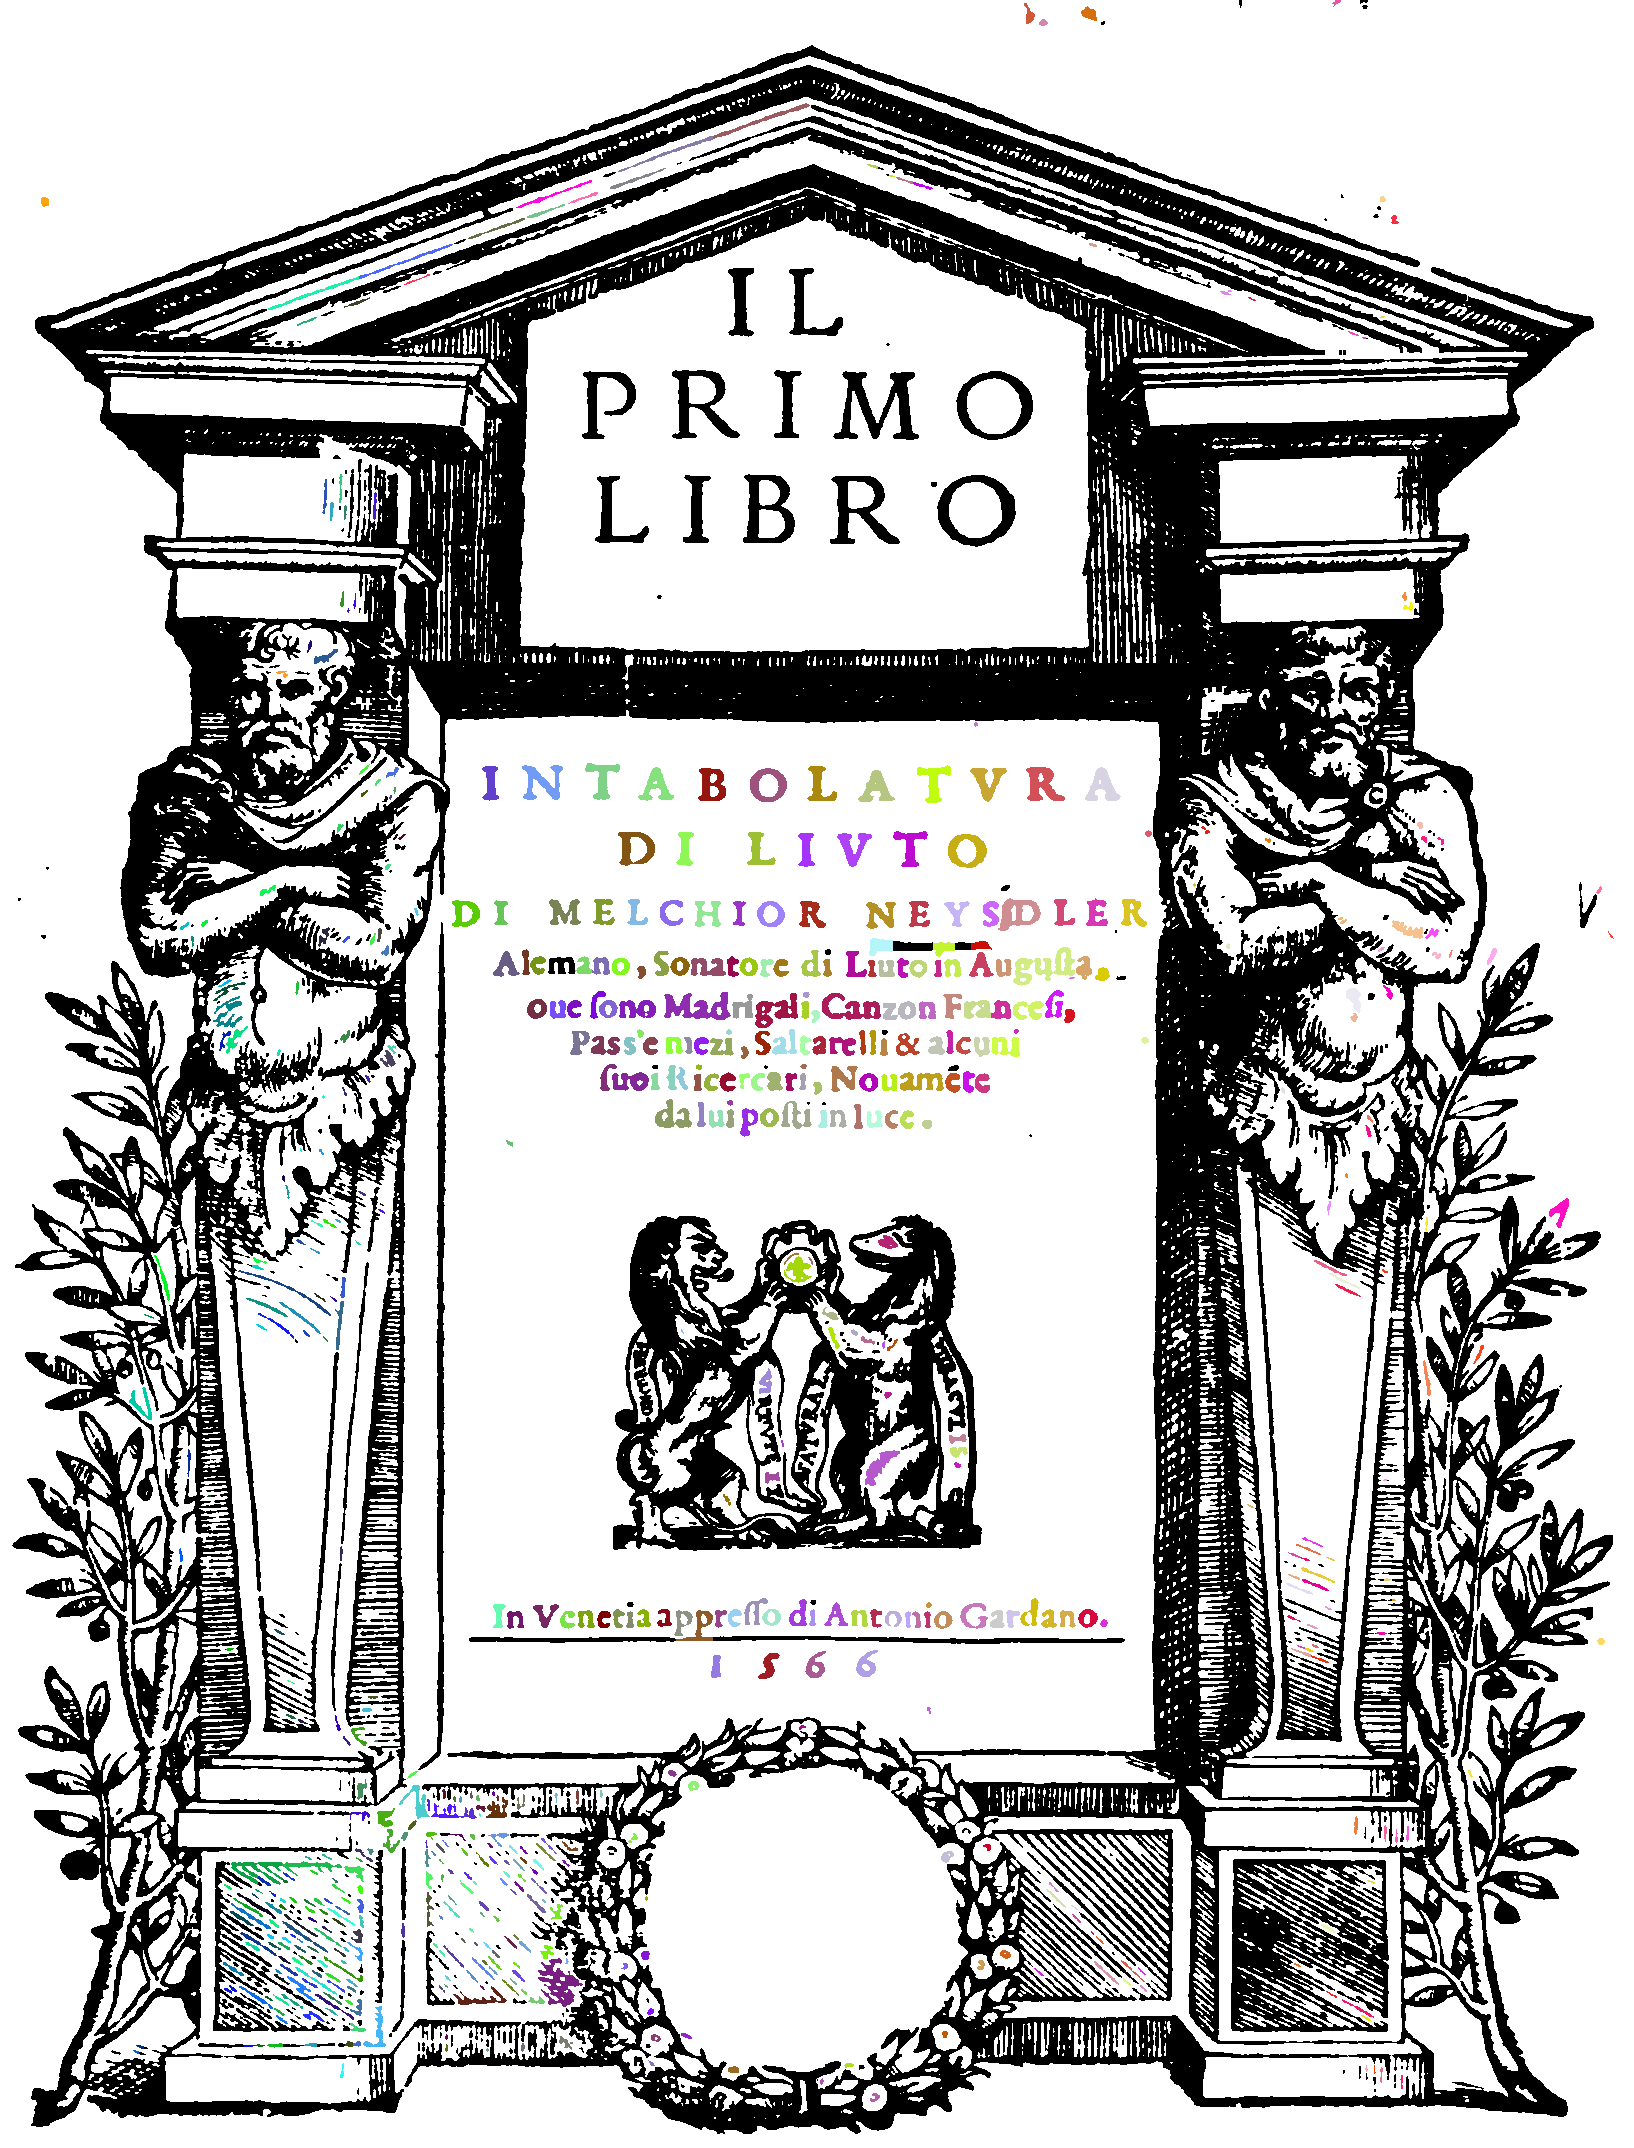 IL
PRIMO
LIBRO
INTABOLATVRA
DI LIVTO
DI MELCHIOR NEYSIDLER
Alemano, Sonatore di Liuto in Auguſta.
oue ſono Madrigali, Canzon Franceſi,
Pass'e mezi, Saltarelli & alcuni
ſuoi Ricercari, Nouamēte
da lui poſti in luce.
In Venetia appreſſo di Antonio Gardano.
1566